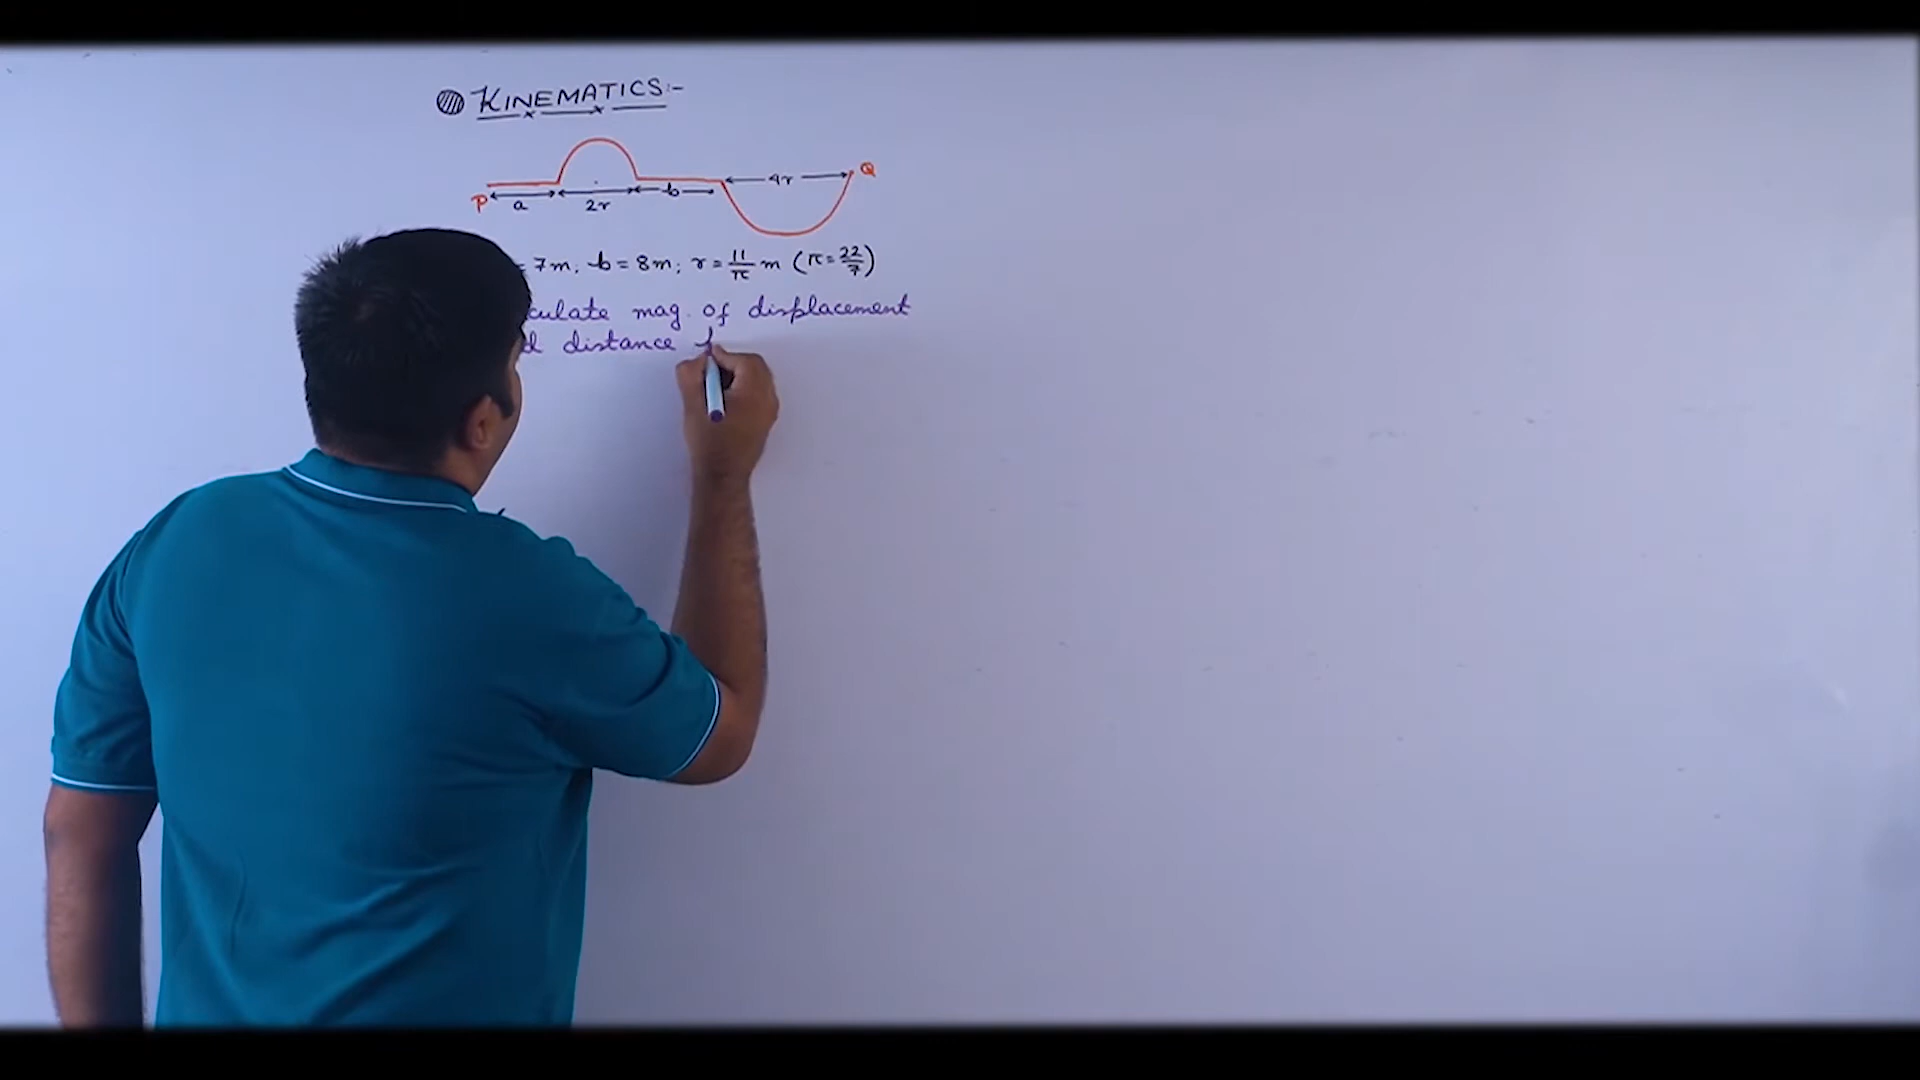 KINEMATICS:-
P a 2r b 4r Q
= 7m; b = 8m; r = 11/π m (π = 22/7)
culate mag. of displacement
d distance